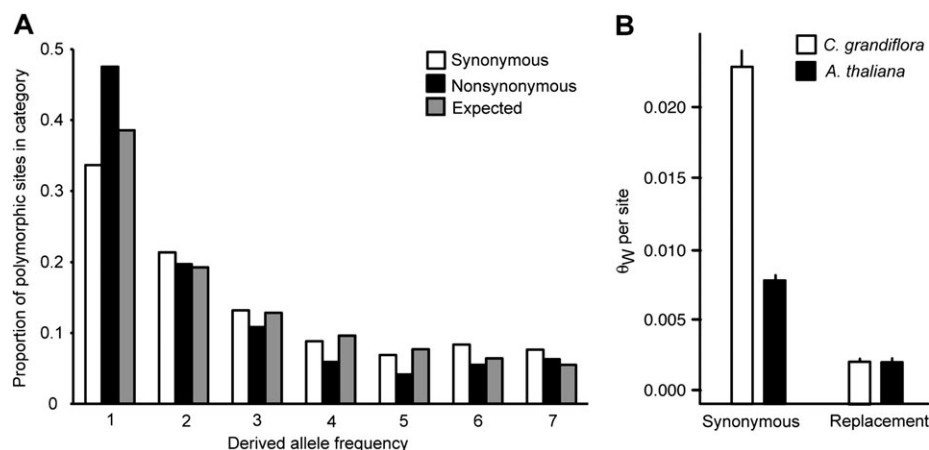 A
Proportion of polymorphic sites in category
0.5
0.4
0.3
0.2
0.1
0
Synonymous
Nonsynonymous
Expected
1 2 3 4 5 6 7
Derived allele frequency
B
θW per site
0.020
0.015
0.010
0.005
0.000
C. grandiflora
A. thaliana
Synonymous Replacement